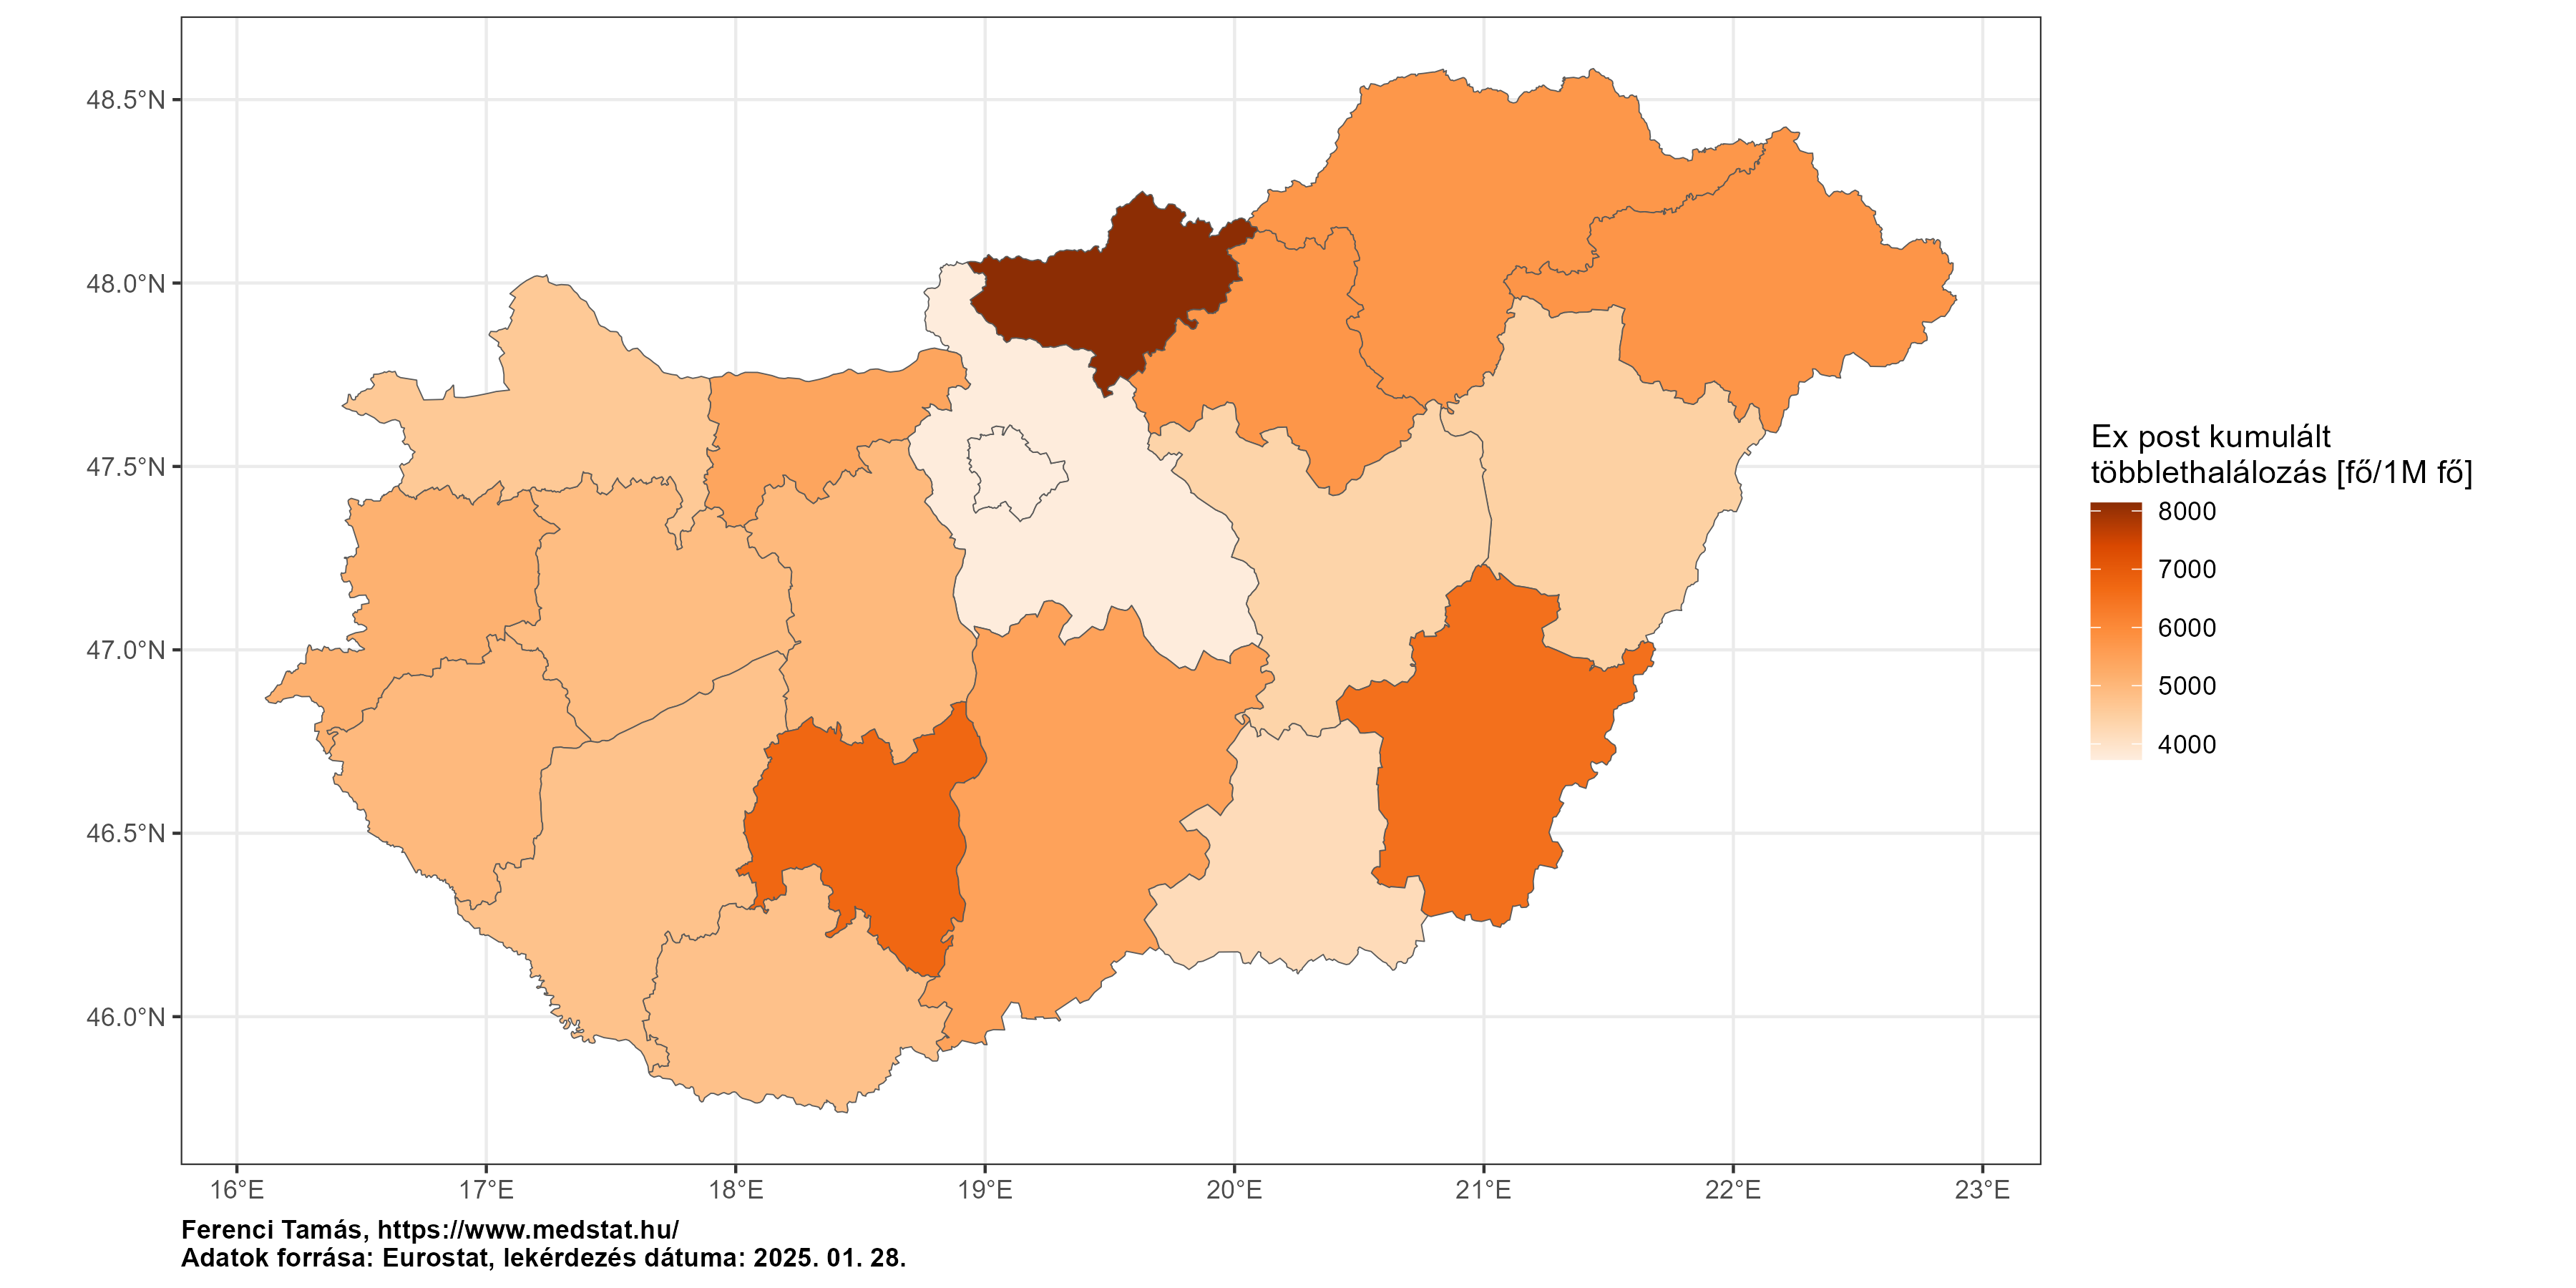 48.5°N
48.0°N
47.5°N
47.0°N
46.5°N
46.0°N
16°E 17°E 18°E 19°E 20°E 21°E 22°E 23°E
Ex post kumulált
többlethalálozás [fő/1M fő]
8000
7000
6000
5000
4000
Ferenci Tamás, https://www.medstat.hu/
Adatok forrása: Eurostat, lekérdezés dátuma: 2025. 01. 28.